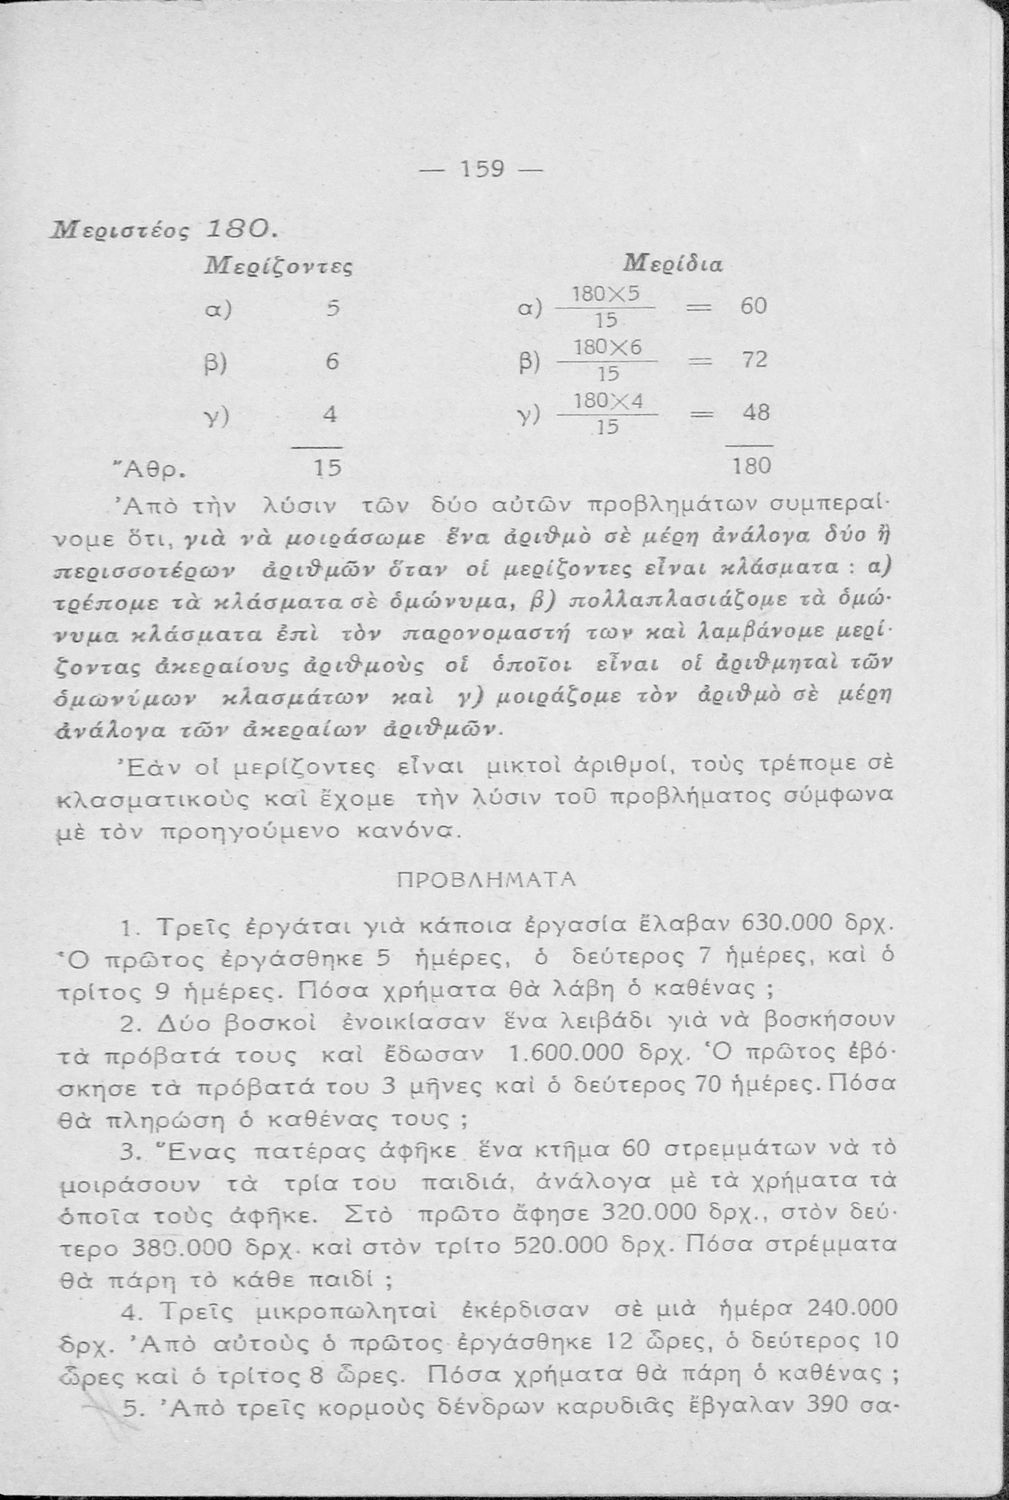 — 159 —
Μεριστέος 180.
Μερίζοντες Μερίδια
α) 5 α) 180×5 / 15 = 60
β) 6 β) 180×6 / 15 = 72
γ) 4 γ) 180×4 / 15 = 48
Ἄθρ. 15 180
Ἀπὸ τὴν λύσιν τῶν δύο αὐτῶν προβλημάτων συμπεραί-
νομε ὅτι, γιὰ νὰ μοιράσωμε ἕνα ἀριθμὸ σὲ μέρη ἀνάλογα δύο ἢ
περισσοτέρων ἀριθμῶν ὅταν οἱ μερίζοντες εἶναι κλάσματα : α)
τρέπομε τὰ κλάσματα σὲ ὁμώνυμα, β) πολλαπλασιάζομε τὰ ὁμώ-
νυμα κλάσματα ἐπὶ τὸν παρονομαστή των καὶ λαμβάνομε μερί-
ζοντας ἀκεραίους ἀριθμοὺς οἱ ὁποῖοι εἶναι οἱ ἀριθμηταὶ τῶν
ὁμωνύμων κλασμάτων καὶ γ) μοιράζομε τὸν ἀριθμὸ σὲ μέρη
ἀνάλογα τῶν ἀκεραίων ἀριθμῶν.
Ἐὰν οἱ μερίζοντες εἶναι μικτοὶ ἀριθμοί, τοὺς τρέπομε σὲ
κλασματικοὺς καὶ ἔχομε τὴν λύσιν τοῦ προβλήματος σύμφωνα
μὲ τὸν προηγούμενο κανόνα.
ΠΡΟΒΛΗΜΑΤΑ
1. Τρεῖς ἐργάται γιὰ κάποια ἐργασία ἔλαβαν 630.000 δρχ.
Ὁ πρῶτος ἐργάσθηκε 5 ἡμέρες, ὁ δεύτερος 7 ἡμέρες, καὶ ὁ
τρίτος 9 ἡμέρες. Πόσα χρήματα θὰ λάβη ὁ καθένας ;
2. Δύο βοσκοὶ ἐνοικίασαν ἕνα λειβάδι γιὰ νὰ βοσκήσουν
τὰ πρόβατά τους καὶ ἔδωσαν 1.600.000 δρχ. Ὁ πρῶτος ἐβό-
σκησε τὰ πρόβατά του 3 μῆνες καὶ ὁ δεύτερος 70 ἡμέρες. Πόσα
θὰ πληρώση ὁ καθένας τους ;
3. Ἕνας πατέρας ἀφῆκε ἕνα κτῆμα 60 στρεμμάτων νὰ τὸ
μοιράσουν τὰ τρία του παιδιά, ἀνάλογα μὲ τὰ χρήματα τὰ
ὁποῖα τοὺς ἀφῆκε. Στὸ πρῶτο ἄφησε 320.000 δρχ., στὸν δεύ-
τερο 380.000 δρχ. καὶ στὸν τρίτο 520.000 δρχ. Πόσα στρέμματα
θὰ πάρη τὸ κάθε παιδί ;
4. Τρεῖς μικροπωληταὶ ἐκέρδισαν σὲ μιὰ ἡμέρα 240.000
δρχ. Ἀπὸ αὐτοὺς ὁ πρῶτος ἐργάσθηκε 12 ὧρες, ὁ δεύτερος 10
ὧρες καὶ ὁ τρίτος 8 ὧρες. Πόσα χρήματα θὰ πάρη ὁ καθένας ;
5. Ἀπὸ τρεῖς κορμοὺς δένδρων καρυδιᾶς ἔβγαλαν 390 σα-